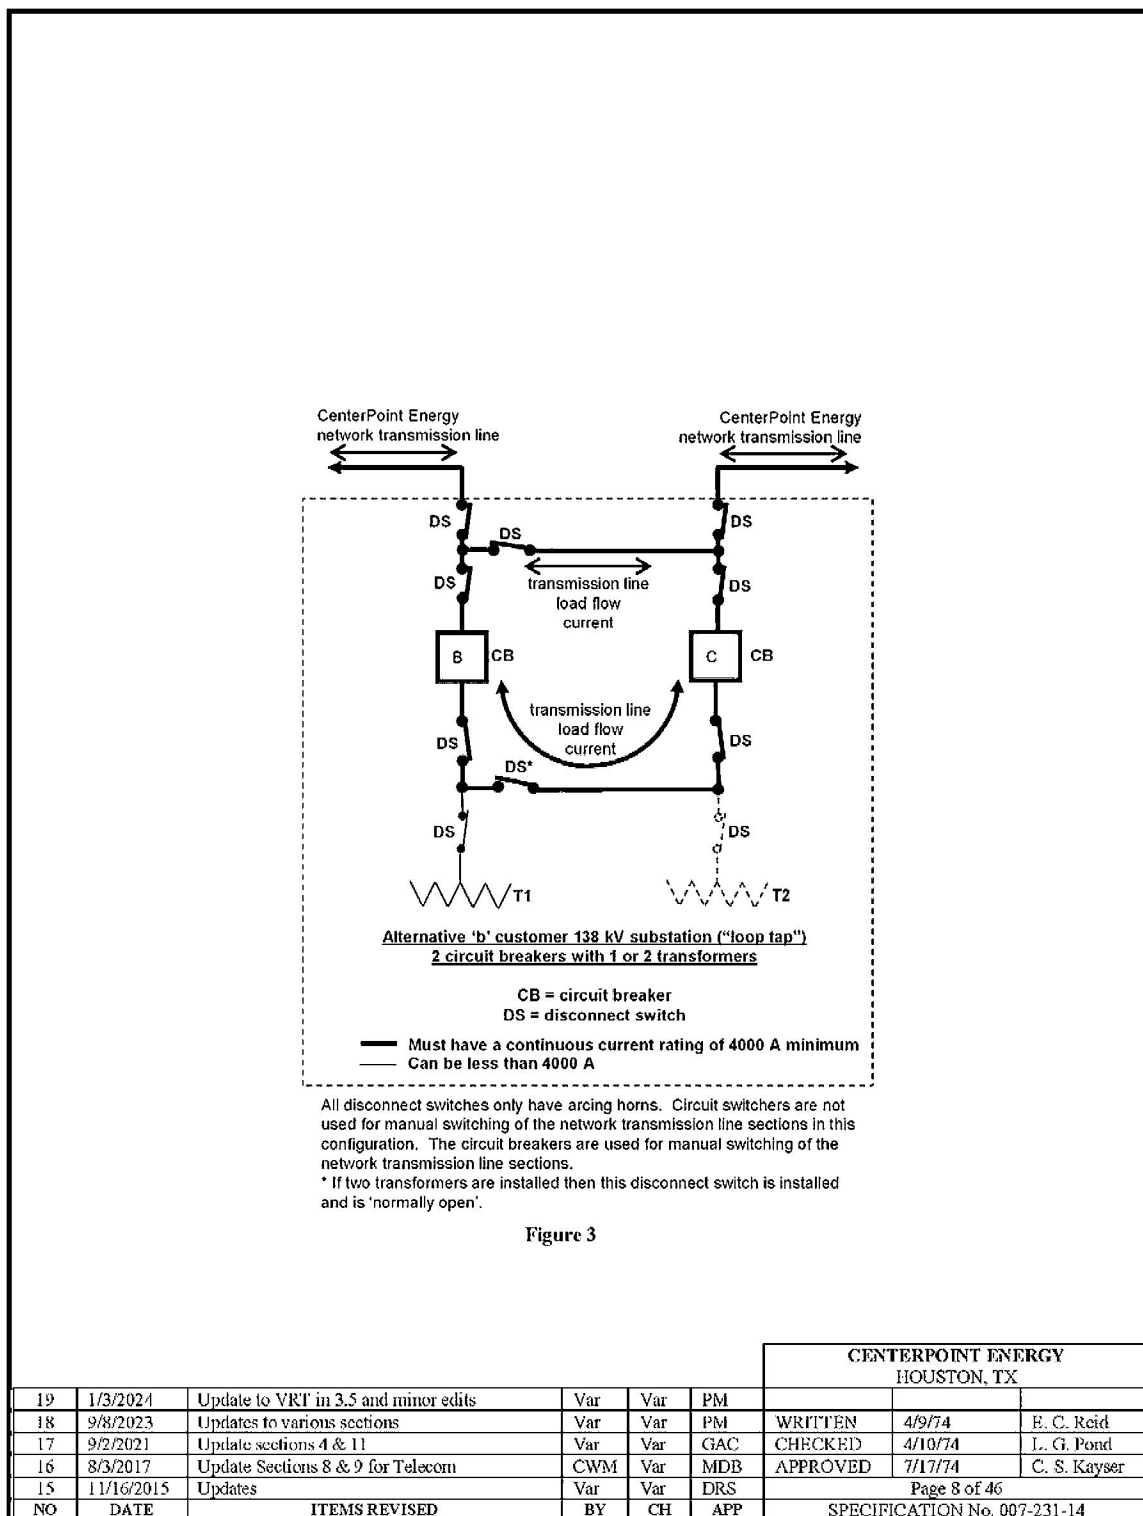 CenterPoint Energy
network transmission line
CenterPoint Energy
network transmission line
DS
DS
DS
transmission line
load flow
current
DS
DS
B
CB
C
CB
transmission line
load flow
current
DS
DS
DS*
DS
DS
T1
T2
Alternative ‘b’ customer 138 kV substation (“loop tap”)
2 circuit breakers with 1 or 2 transformers
CB = circuit breaker
DS = disconnect switch
Must have a continuous current rating of 4000 A minimum
Can be less than 4000 A
All disconnect switches only have arcing horns. Circuit switchers are not
used for manual switching of the network transmission line sections in this
configuration. The circuit breakers are used for manual switching of the
network transmission line sections.
* If two transformers are installed then this disconnect switch is installed
and is ‘normally open’.
Figure 3
CENTERPOINT ENERGY
HOUSTON, TX
19 1/3/2024 Update to VRT in 3.5 and minor edits Var Var PM
18 9/8/2023 Updates to various sections Var Var PM WRITTEN 4/9/74 E. C. Reid
17 9/2/2021 Update sections 4 & 11 Var Var GAC CHECKED 4/10/74 L. G. Pond
16 8/3/2017 Update Sections 8 & 9 for Telecom CWM Var MDB APPROVED 7/17/74 C. S. Kayser
15 11/16/2015 Updates Var Var DRS Page 8 of 46
NO DATE ITEMS REVISED BY CH APP SPECIFICATION No. 007-231-14